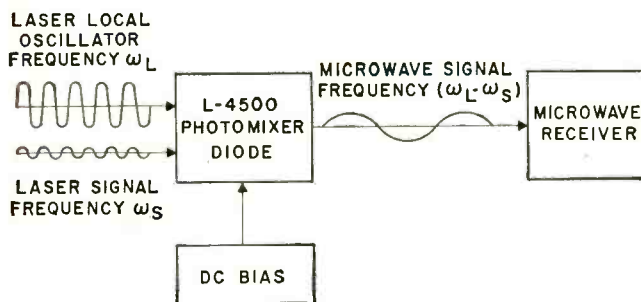 LASER LOCAL
OSCILLATOR
FREQUENCY ωL
L-4500
PHOTOMIXER
DIODE
MICROWAVE SIGNAL
FREQUENCY (ωL-ωS)
MICROWAVE
RECEIVER
LASER SIGNAL
FREQUENCY ωS
DC BIAS